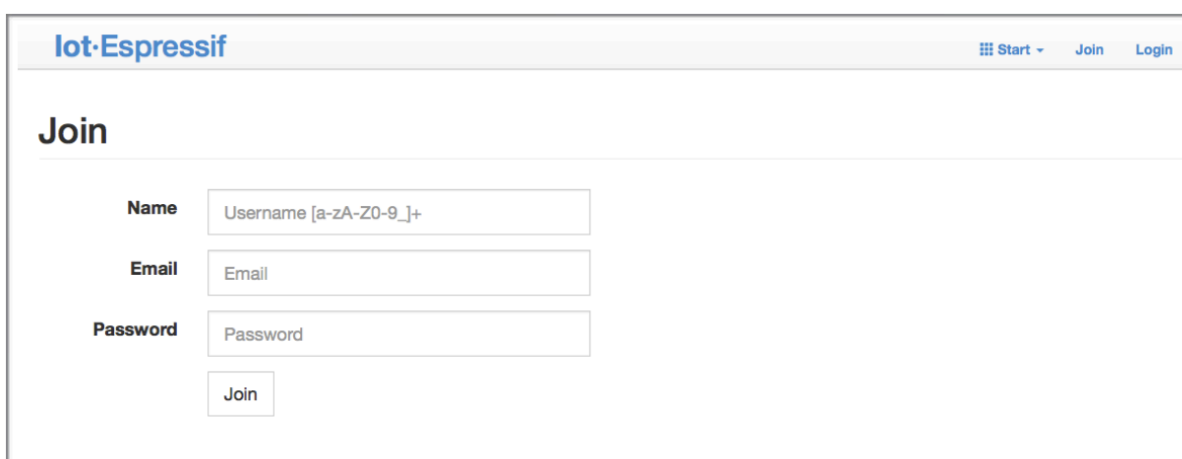 Iot·Espressif
Start Join Login
Join
Name Username [a-zA-Z0-9_]+
Email Email
Password Password
Join